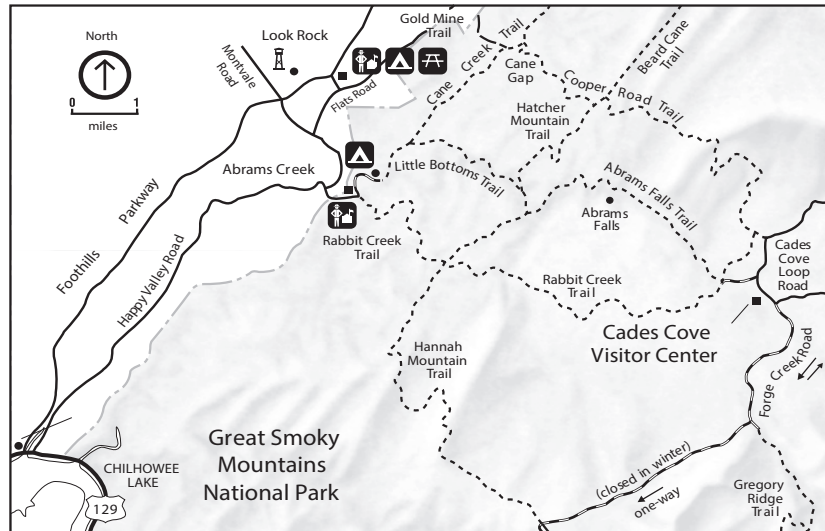 Gold Mine
Trail
North
Look Rock
Montvale
Road
Flats Road
0 1
miles
Cane Creek Trail
Cane
Gap
Beard Cane
Trail
Cooper Road Trail
Hatcher
Mountain
Trail
Abrams Creek
Little Bottoms Trail
Abrams Falls Trail
Abrams
Falls
Foothills Parkway
Happy Valley Road
Rabbit Creek
Trail
Cades
Cove
Loop
Road
Rabbit Creek
Trail
Cades Cove
Visitor Center
Hannah
Mountain
Trail
Forge Creek Road
Great Smoky
Mountains
National Park
CHILHOWEE
LAKE
129
(closed in winter)
one-way
Gregory
Ridge
Trail